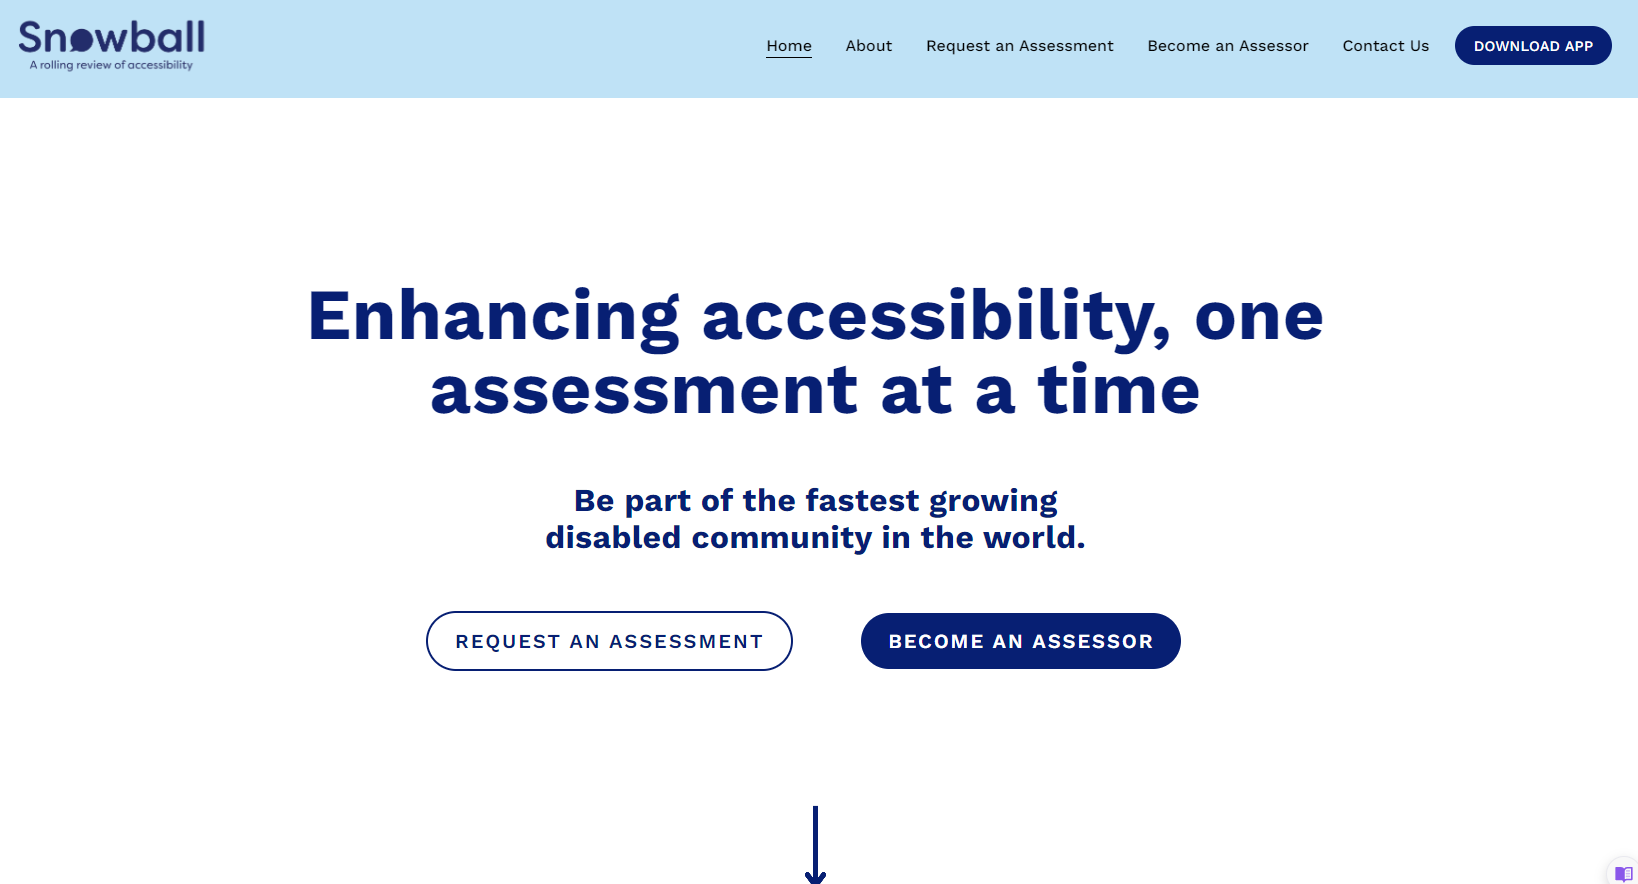 Snowball
A rolling review of accessibility
Home About Request an Assessment Become an Assessor Contact Us DOWNLOAD APP
Enhancing accessibility, one
assessment at a time
Be part of the fastest growing
disabled community in the world.
REQUEST AN ASSESSMENT BECOME AN ASSESSOR